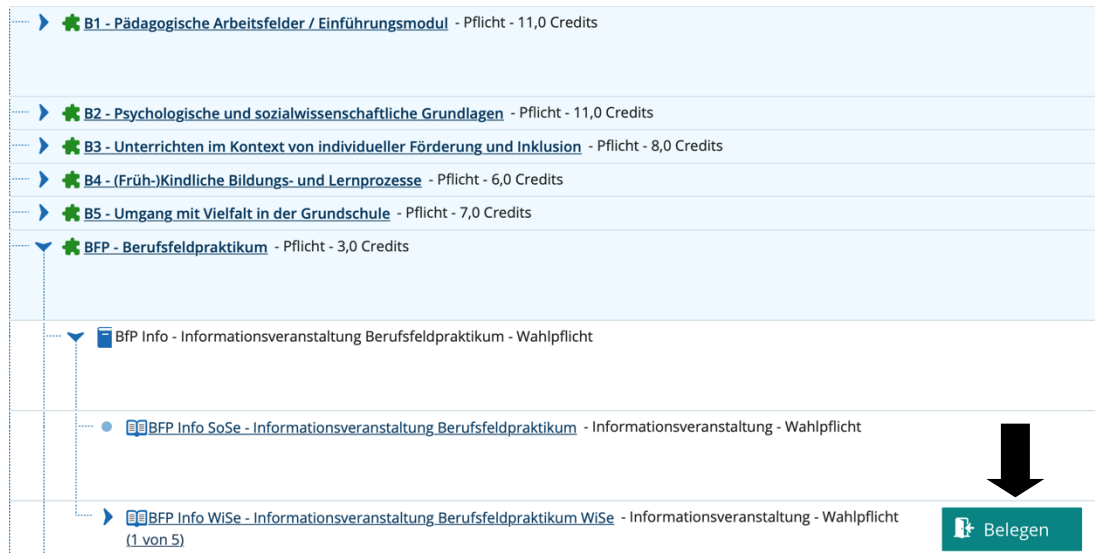 B1 - Pädagogische Arbeitsfelder / Einführungsmodul - Pflicht - 11,0 Credits
B2 - Psychologische und sozialwissenschaftliche Grundlagen - Pflicht - 11,0 Credits
B3 - Unterrichten im Kontext von individueller Förderung und Inklusion - Pflicht - 8,0 Credits
B4 - (Früh-)Kindliche Bildungs- und Lernprozesse - Pflicht - 6,0 Credits
B5 - Umgang mit Vielfalt in der Grundschule - Pflicht - 7,0 Credits
BFP - Berufsfeldpraktikum - Pflicht - 3,0 Credits
BfP Info - Informationsveranstaltung Berufsfeldpraktikum - Wahlpflicht
BFP Info SoSe - Informationsveranstaltung Berufsfeldpraktikum - Informationsveranstaltung - Wahlpflicht
BFP Info WiSe - Informationsveranstaltung Berufsfeldpraktikum WiSe - Informationsveranstaltung - Wahlpflicht
(1 von 5)
Belegen